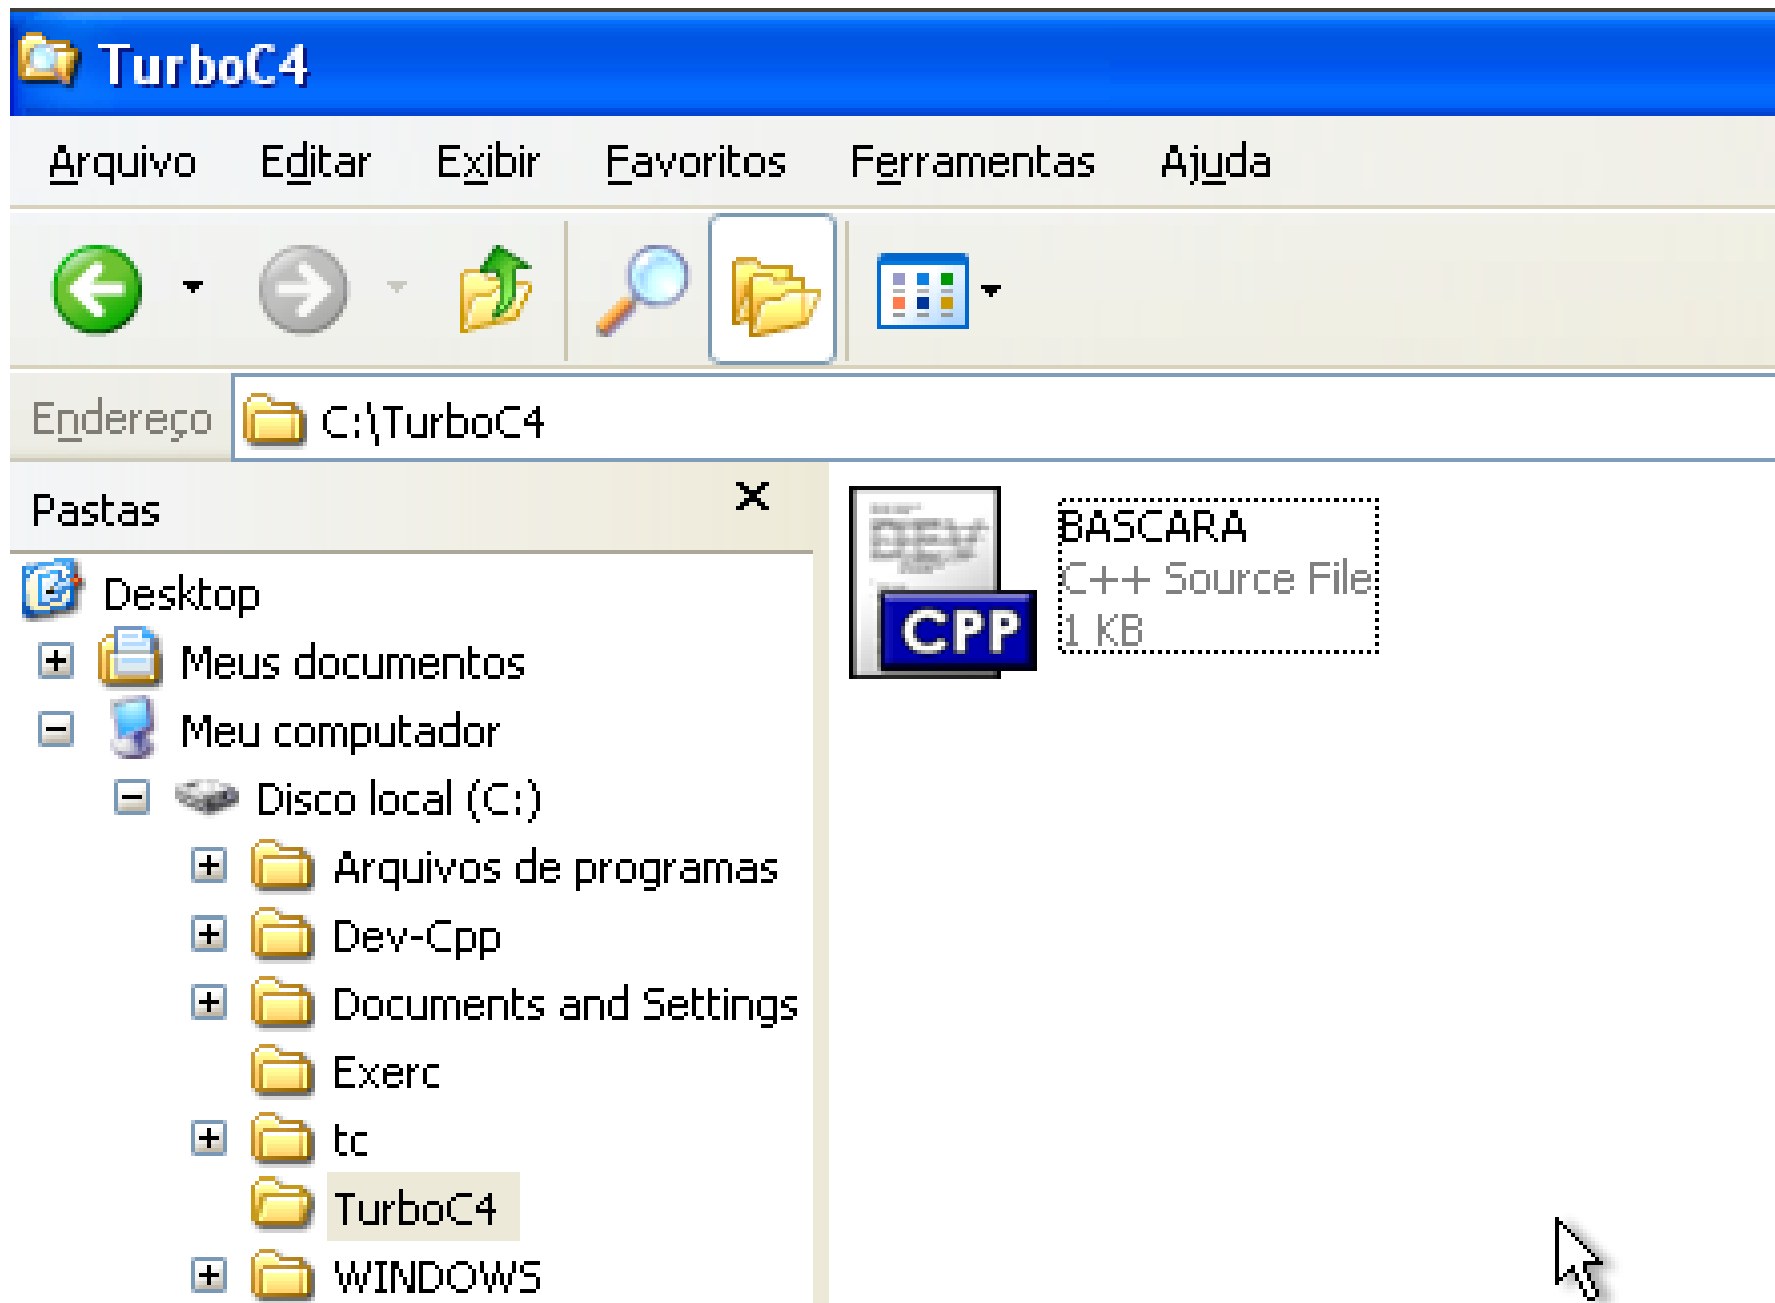 TurboC4
Arquivo Editar Exibir Favoritos Ferramentas Ajuda
Endereço C:\TurboC4
Pastas
Desktop
Meus documentos
Meu computador
Disco local (C:)
Arquivos de programas
Dev-Cpp
Documents and Settings
Exerc
tc
TurboC4
WINDOWS
BASCARA
C++ Source File
1 KB
CPP